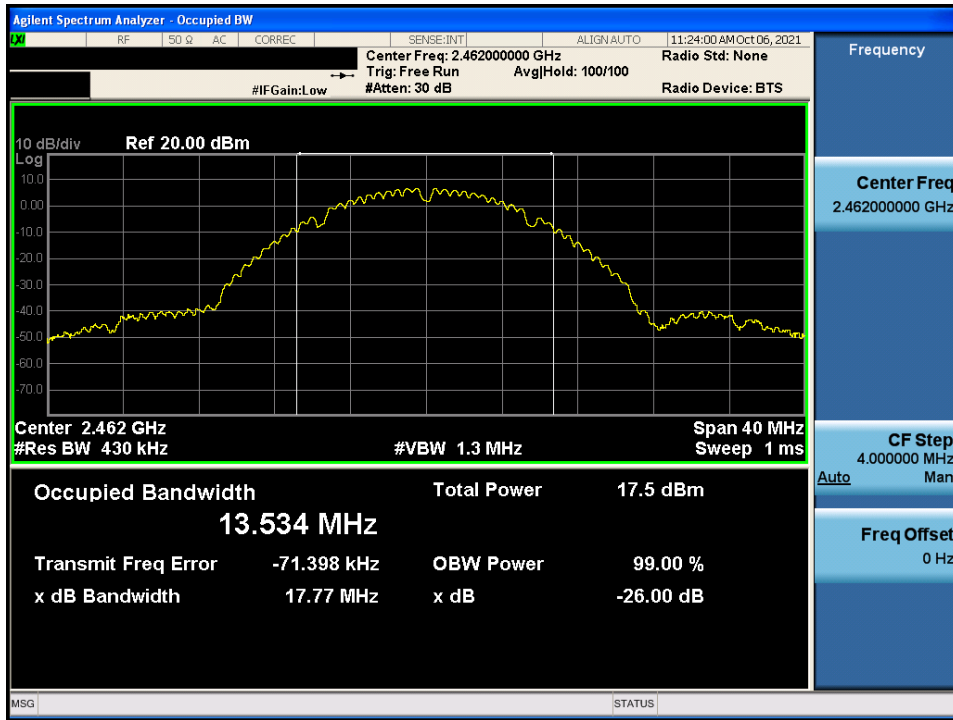 Agilent Spectrum Analyzer - Occupied BW
LXI RF 50 Ω AC CORREC SENSE:INT ALIGN AUTO 11:24:00 AM Oct 06, 2021
Center Freq: 2.462000000 GHz Radio Std: None
Trig: Free Run Avg|Hold: 100/100
#IFGain:Low #Atten: 30 dB Radio Device: BTS
10 dB/div Ref 20.00 dBm
Log
10.0
0.00
-10.0
-20.0
-30.0
-40.0
-50.0
-60.0
-70.0
Center 2.462 GHz Span 40 MHz
#Res BW 430 kHz #VBW 1.3 MHz Sweep 1 ms
Occupied Bandwidth Total Power 17.5 dBm
13.534 MHz
Transmit Freq Error -71.398 kHz OBW Power 99.00 %
x dB Bandwidth 17.77 MHz x dB -26.00 dB
MSG STATUS
Frequency
Center Freq
2.462000000 GHz
CF Step
4.000000 MHz
Auto Man
Freq Offset
0 Hz